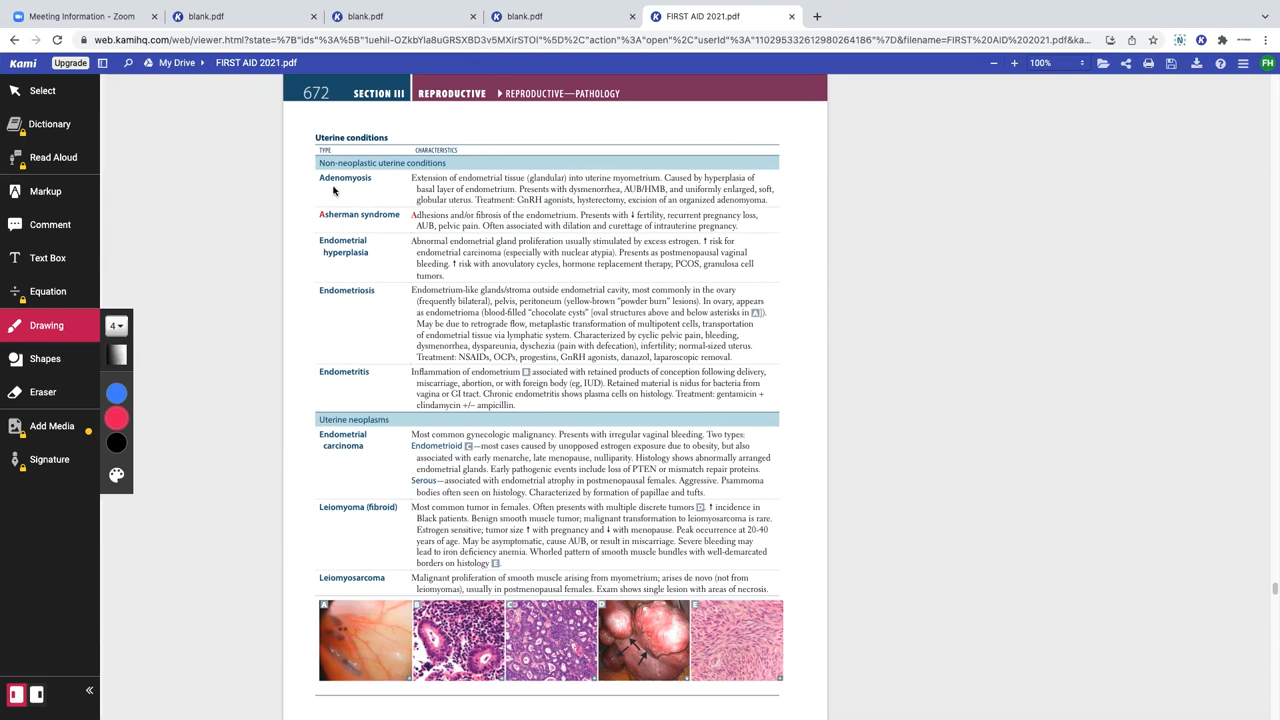 Meeting Information - Zoom
blank.pdf
blank.pdf
blank.pdf
FIRST AID 2021.pdf
web.kamihq.com/web/viewer.html?state=%7B"ids"%3A%5B"1uehiI-OZkbYla8uGRSXBD3v5MXirSTOI"%5D%2C"action"%3A"open"%2C"userId"%3A"110295332612980264186"%7D&filename=FIRST%20AID%202021.pdf&ka...
Kami
Upgrade
My Drive
FIRST AID 2021.pdf
100%
FH
Select
Dictionary
Read Aloud
Markup
Comment
Text Box
Equation
Drawing
Shapes
Eraser
Add Media
Signature
4
672 SECTION III REPRODUCTIVE ▶ REPRODUCTIVE—PATHOLOGY
Uterine conditions
TYPE CHARACTERISTICS
Non-neoplastic uterine conditions
Adenomyosis Extension of endometrial tissue (glandular) into uterine myometrium. Caused by hyperplasia of
basal layer of endometrium. Presents with dysmenorrhea, AUB/HMB, and uniformly enlarged, soft,
globular uterus. Treatment: GnRH agonists, hysterectomy, excision of an organized adenomyoma.
Asherman syndrome Adhesions and/or fibrosis of the endometrium. Presents with ↓ fertility, recurrent pregnancy loss,
AUB, pelvic pain. Often associated with dilation and curettage of intrauterine pregnancy.
Endometrial Abnormal endometrial gland proliferation usually stimulated by excess estrogen. ↑ risk for
hyperplasia endometrial carcinoma (especially with nuclear atypia). Presents as postmenopausal vaginal
bleeding. ↑ risk with anovulatory cycles, hormone replacement therapy, PCOS, granulosa cell
tumors.
Endometriosis Endometrium-like glands/stroma outside endometrial cavity, most commonly in the ovary
(frequently bilateral), pelvis, peritoneum (yellow-brown “powder burn” lesions). In ovary, appears
as endometrioma (blood-filled “chocolate cysts” [oval structures above and below asterisks in A]).
May be due to retrograde flow, metaplastic transformation of multipotent cells, transportation
of endometrial tissue via lymphatic system. Characterized by cyclic pelvic pain, bleeding,
dysmenorrhea, dyspareunia, dyschezia (pain with defecation), infertility; normal-sized uterus.
Treatment: NSAIDs, OCPs, progestins, GnRH agonists, danazol, laparoscopic removal.
Endometritis Inflammation of endometrium B associated with retained products of conception following delivery,
miscarriage, abortion, or with foreign body (eg, IUD). Retained material is nidus for bacteria from
vagina or GI tract. Chronic endometritis shows plasma cells on histology. Treatment: gentamicin +
clindamycin +/− ampicillin.
Uterine neoplasms
Endometrial Most common gynecologic malignancy. Presents with irregular vaginal bleeding. Two types:
carcinoma Endometrioid C—most cases caused by unopposed estrogen exposure due to obesity, but also
associated with early menarche, late menopause, nulliparity. Histology shows abnormally arranged
endometrial glands. Early pathogenic events include loss of PTEN or mismatch repair proteins.
Serous—associated with endometrial atrophy in postmenopausal females. Aggressive. Psammoma
bodies often seen on histology. Characterized by formation of papillae and tufts.
Leiomyoma (fibroid) Most common tumor in females. Often presents with multiple discrete tumors D. ↑ incidence in
Black patients. Benign smooth muscle tumor; malignant transformation to leiomyosarcoma is rare.
Estrogen sensitive; tumor size ↑ with pregnancy and ↓ with menopause. Peak occurrence at 20-40
years of age. May be asymptomatic, cause AUB, or result in miscarriage. Severe bleeding may
lead to iron deficiency anemia. Whorled pattern of smooth muscle bundles with well-demarcated
borders on histology E.
Leiomyosarcoma Malignant proliferation of smooth muscle arising from myometrium; arises de novo (not from
leiomyomas), usually in postmenopausal females. Exam shows single lesion with areas of necrosis.
A B C D E